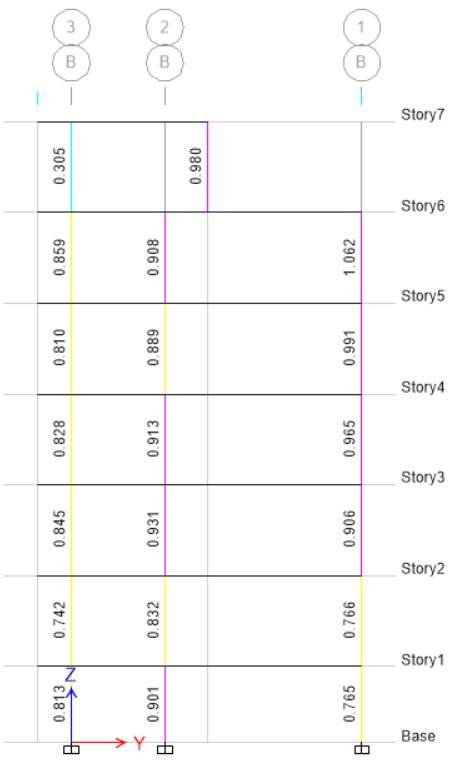 3 2 1
B B B
Story7
0.305 0.980
Story6
0.859 0.908 1.062
Story5
0.810 0.889 0.991
Story4
0.828 0.913 0.965
Story3
0.845 0.931 0.906
Story2
0.742 0.832 0.766
Story1
Z
0.813 0.901 0.765
Y
Base